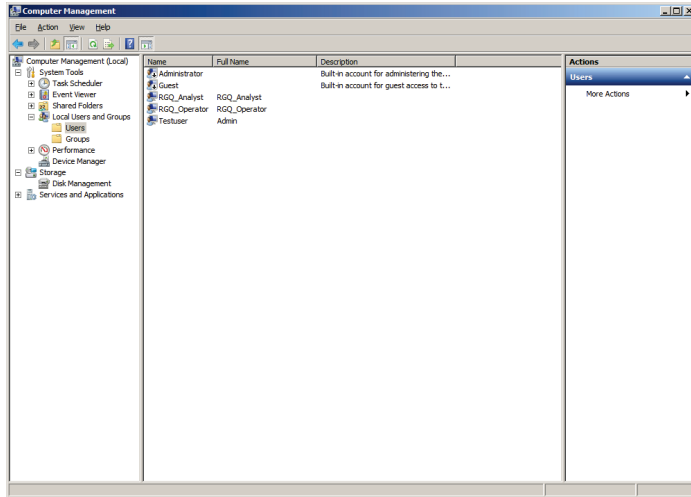 Computer Management
File Action View Help
Computer Management (Local)
System Tools
Task Scheduler
Event Viewer
Shared Folders
Local Users and Groups
Users
Groups
Performance
Device Manager
Storage
Disk Management
Services and Applications
Name Full Name Description
Administrator Built-in account for administering the...
Guest Built-in account for guest access to t...
RGQ_Analyst RGQ_Analyst
RGQ_Operator RGQ_Operator
Testuser Admin
Actions
Users
More Actions